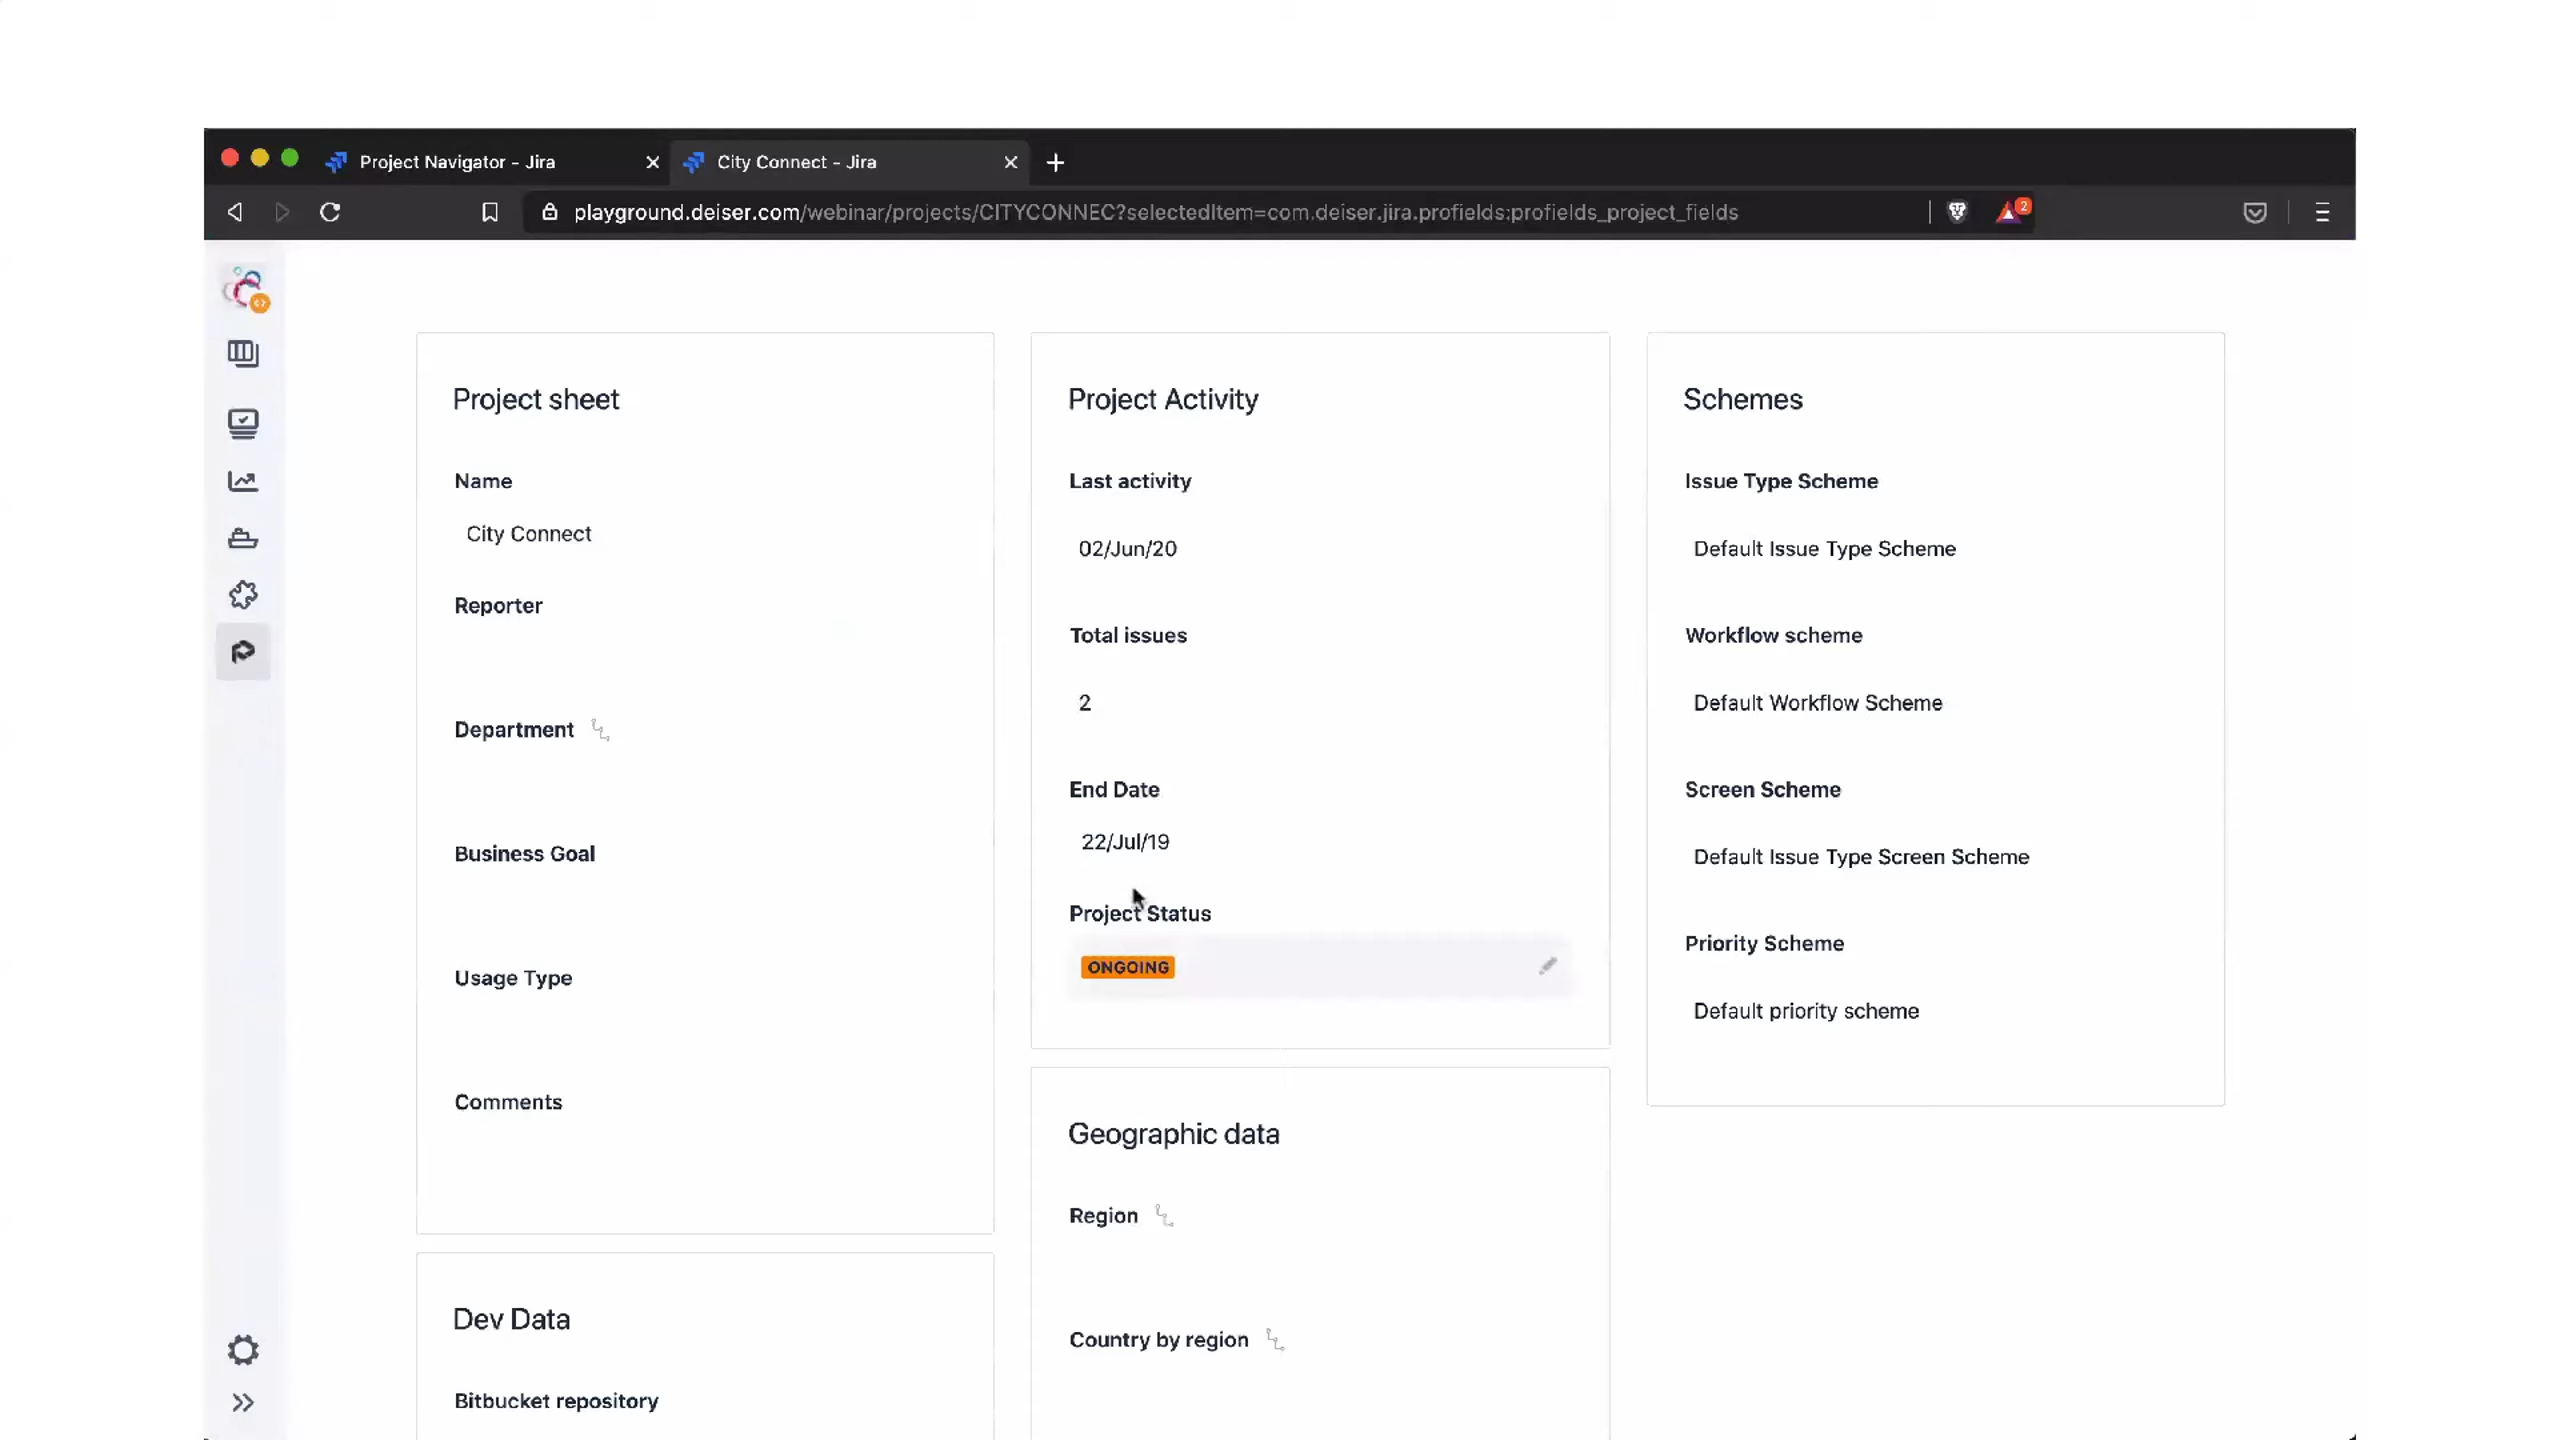 Project Navigator - Jira
City Connect - Jira
playground.deiser.com/webinar/projects/CITYCONNEC?selectedItem=com.deiser.jira.profields:profields_project_fields
2
Project sheet
Name
City Connect
Reporter
Department
Business Goal
Usage Type
Comments
Dev Data
Bitbucket repository
Project Activity
Last activity
02/Jun/20
Total issues
2
End Date
22/Jul/19
Project Status
ONGOING
Geographic data
Region
Country by region
Schemes
Issue Type Scheme
Default Issue Type Scheme
Workflow scheme
Default Workflow Scheme
Screen Scheme
Default Issue Type Screen Scheme
Priority Scheme
Default priority scheme